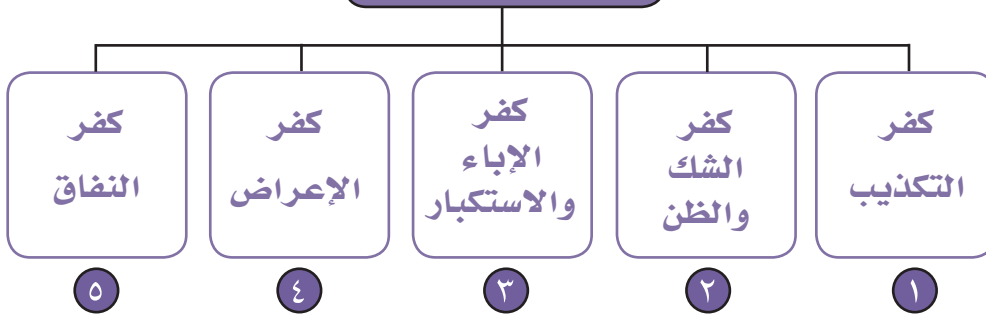 كفر
التكذيب
١
كفر
الشك
والظن
٢
كفر
الإباء
والاستكبار
٣
كفر
الإعراض
٤
كفر
النفاق
٥